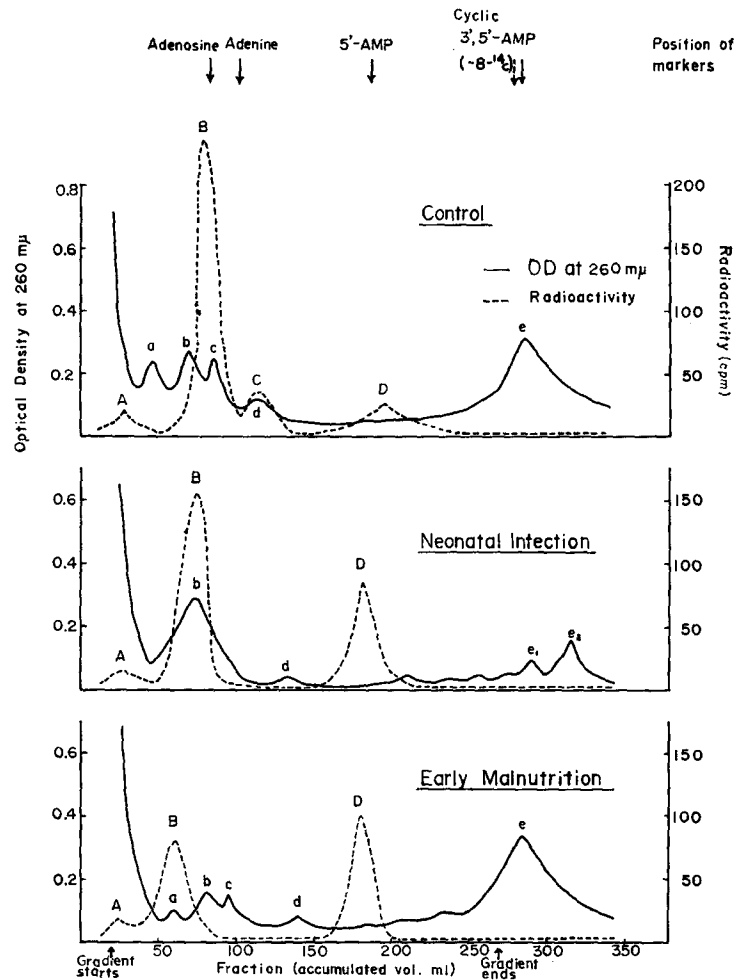 Cyclic
Adenosine Adenine 5'-AMP 3',5'-AMP Position of
(-8-¹⁴c) markers
B
0.8 200
Control
OD at 260 mμ
Radioactivity
0.6 150
0.4 100
0.2 50
a b c e
A C D
d
Optical Density at 260 mμ
Radioactivity (cpm)
B
0.6 150
Neonatal Infection
D
0.4 100
b
0.2 50
A d e₁ e₂
0.6 150
Early Malnutrition
D
0.4 100
B e
0.2 50
A a b c d
50 100 150 200 250 300 350
Gradient starts
Fraction (accumulated vol. ml)
Gradient ends